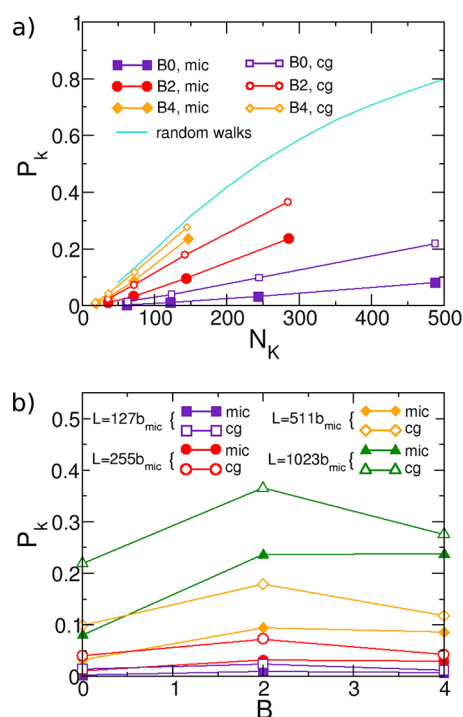 a)
1
B0, mic
B0, cg
B2, mic
B2, cg
B4, mic
B4, cg
random walks
0.8
0.6
0.4
0.2
0
P_k
0 100 200 300 400 500
N_K
b)
L=127b_mic { mic
cg
L=511b_mic { mic
cg
L=255b_mic { mic
cg
L=1023b_mic { mic
cg
0.5
0.4
0.3
0.2
0.1
0
P_k
0 1 2 3 4
B